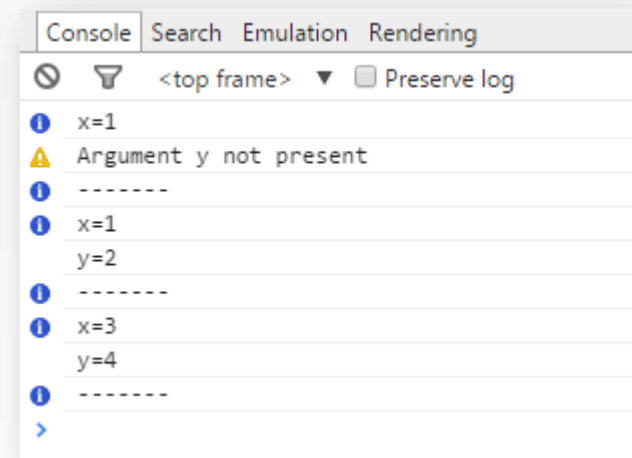 Console Search Emulation Rendering
<top frame> ▼ Preserve log
x=1
Argument y not present
-------
x=1
y=2
-------
x=3
y=4
-------
>